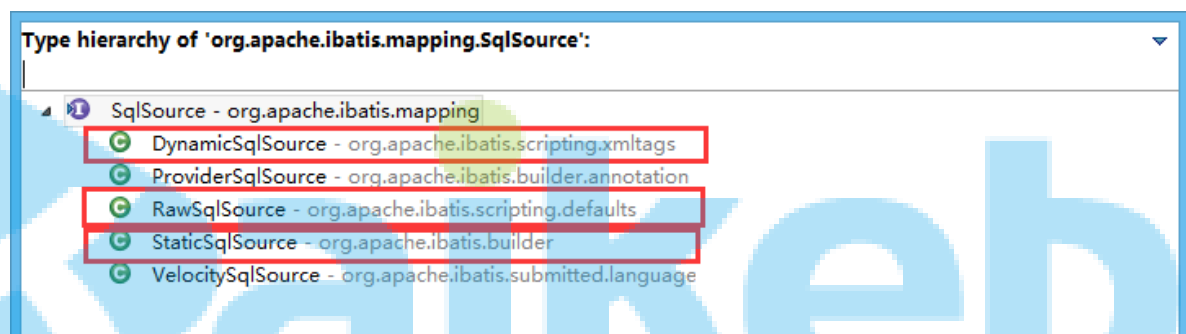 Type hierarchy of 'org.apache.ibatis.mapping.SqlSource':
SqlSource - org.apache.ibatis.mapping
DynamicSqlSource - org.apache.ibatis.scripting.xmltags
ProviderSqlSource - org.apache.ibatis.builder.annotation
RawSqlSource - org.apache.ibatis.scripting.defaults
StaticSqlSource - org.apache.ibatis.builder
VelocitySqlSource - org.apache.ibatis.submitted.language